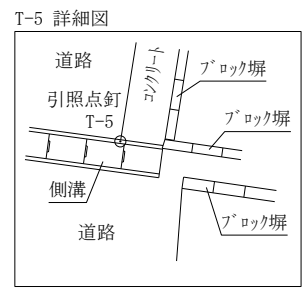 T-5 詳細図
道路
コンクリート
ブロック塀
引照点釘
T-5
ブロック塀
側溝
道路
ブロック塀